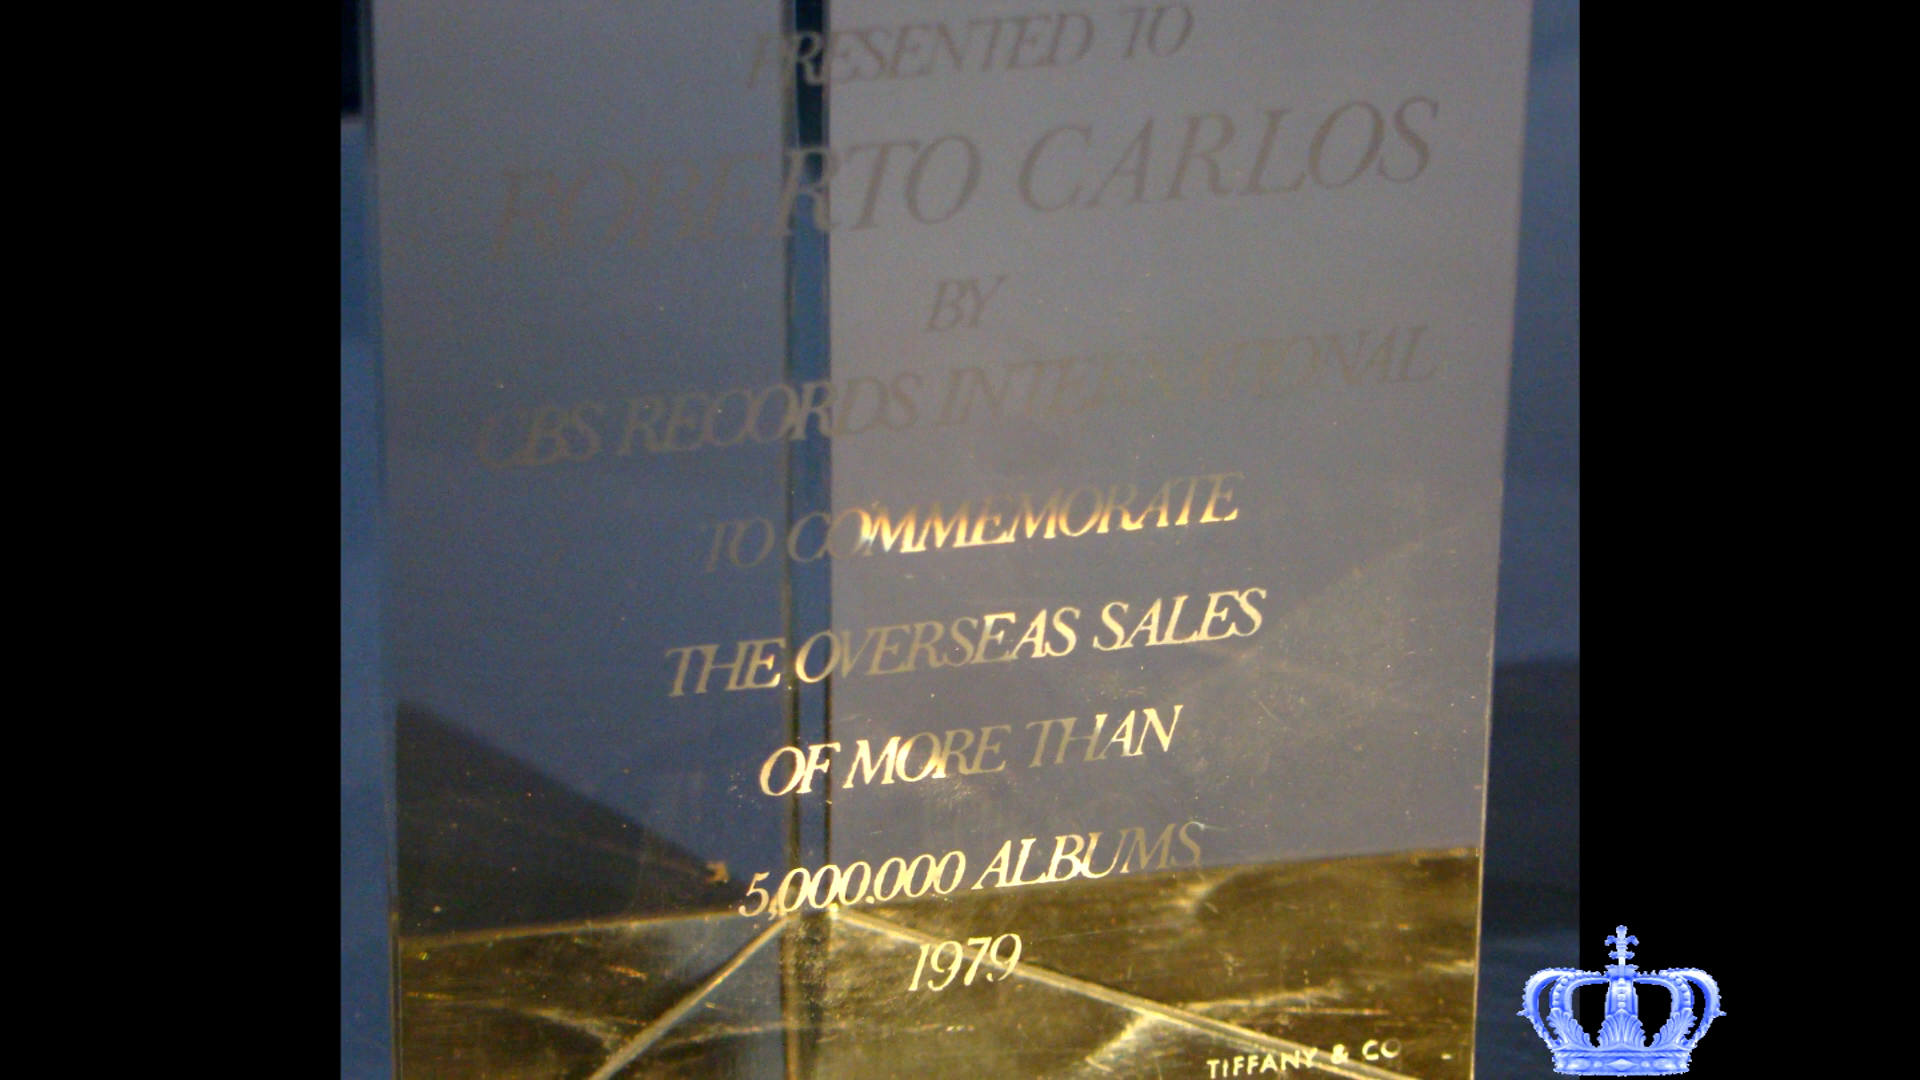 PRESENTED TO
ROBERTO CARLOS
BY
CBS RECORDS INTERNATIONAL
TO COMMEMORATE
THE OVERSEAS SALES
OF MORE THAN
5,000.000 ALBUMS
1979
TIFFANY & CO